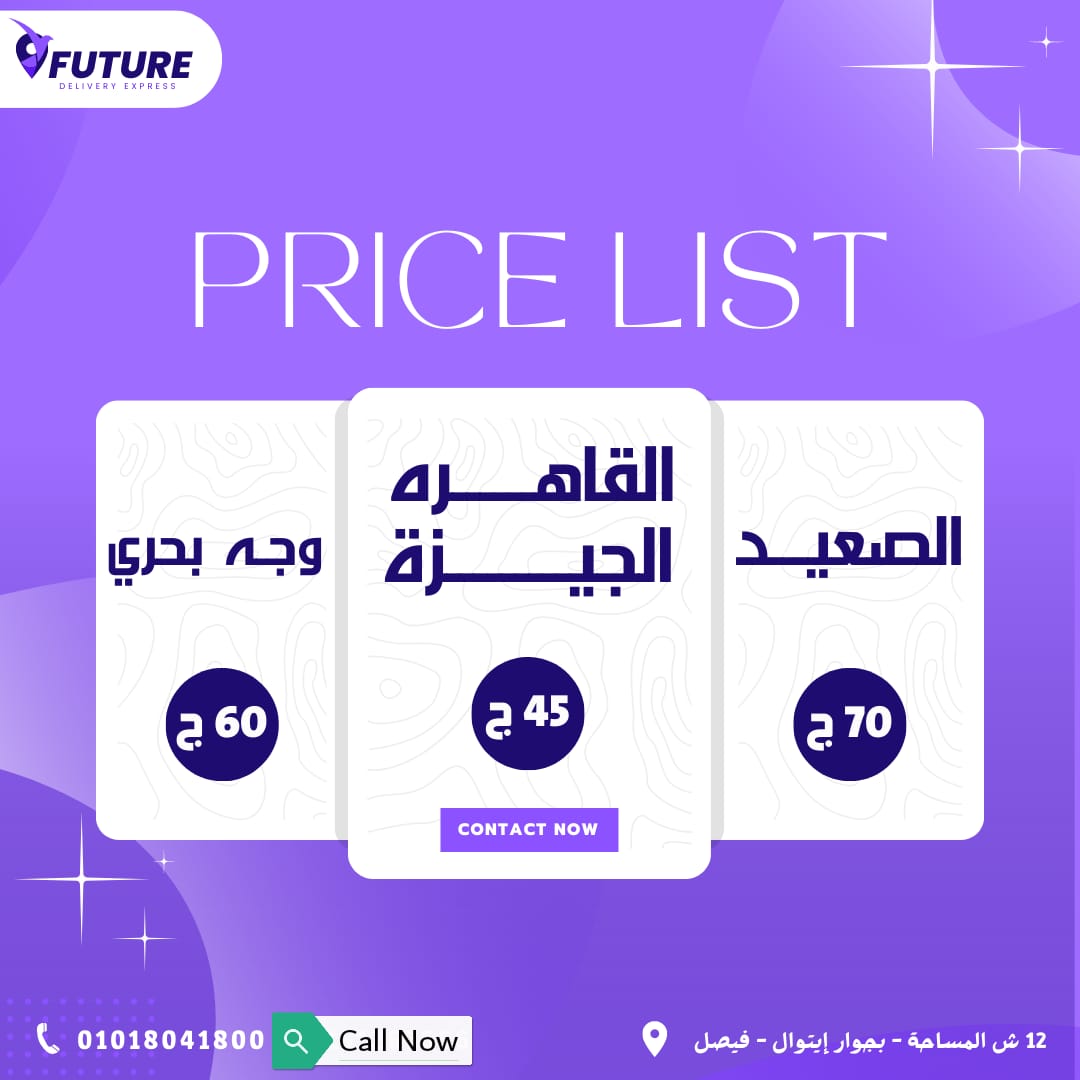 FUTURE
DELIVERY EXPRESS
PRICE LIST
الصعيد
70 ج
القاهره
الجيزة
45 ج
CONTACT NOW
وجه بحري
60 ج
01018041800
Call Now
12 ش المساحة - بجوار إيتوال - فيصل